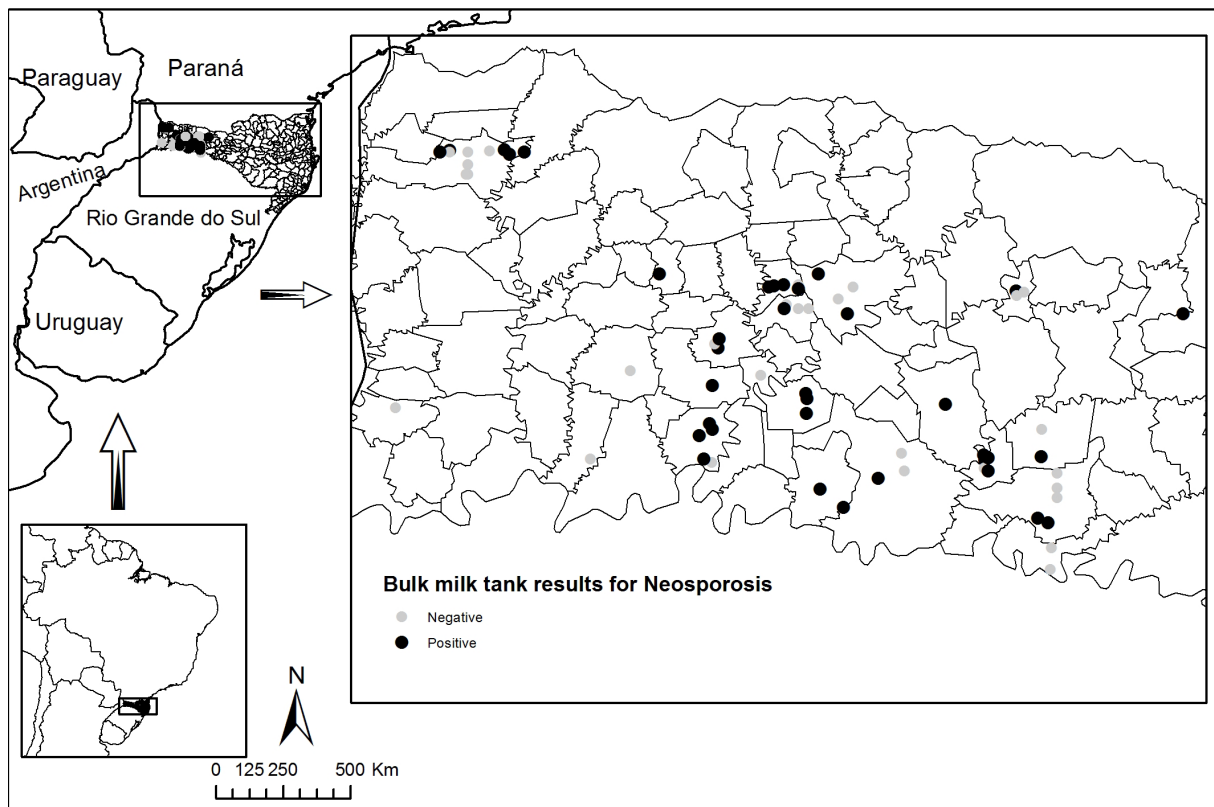 Paraguay
Paraná
Argentina
Rio Grande do Sul
Uruguay
Bulk milk tank results for Neosporosis
Negative
Positive
N
0 125 250 500 Km